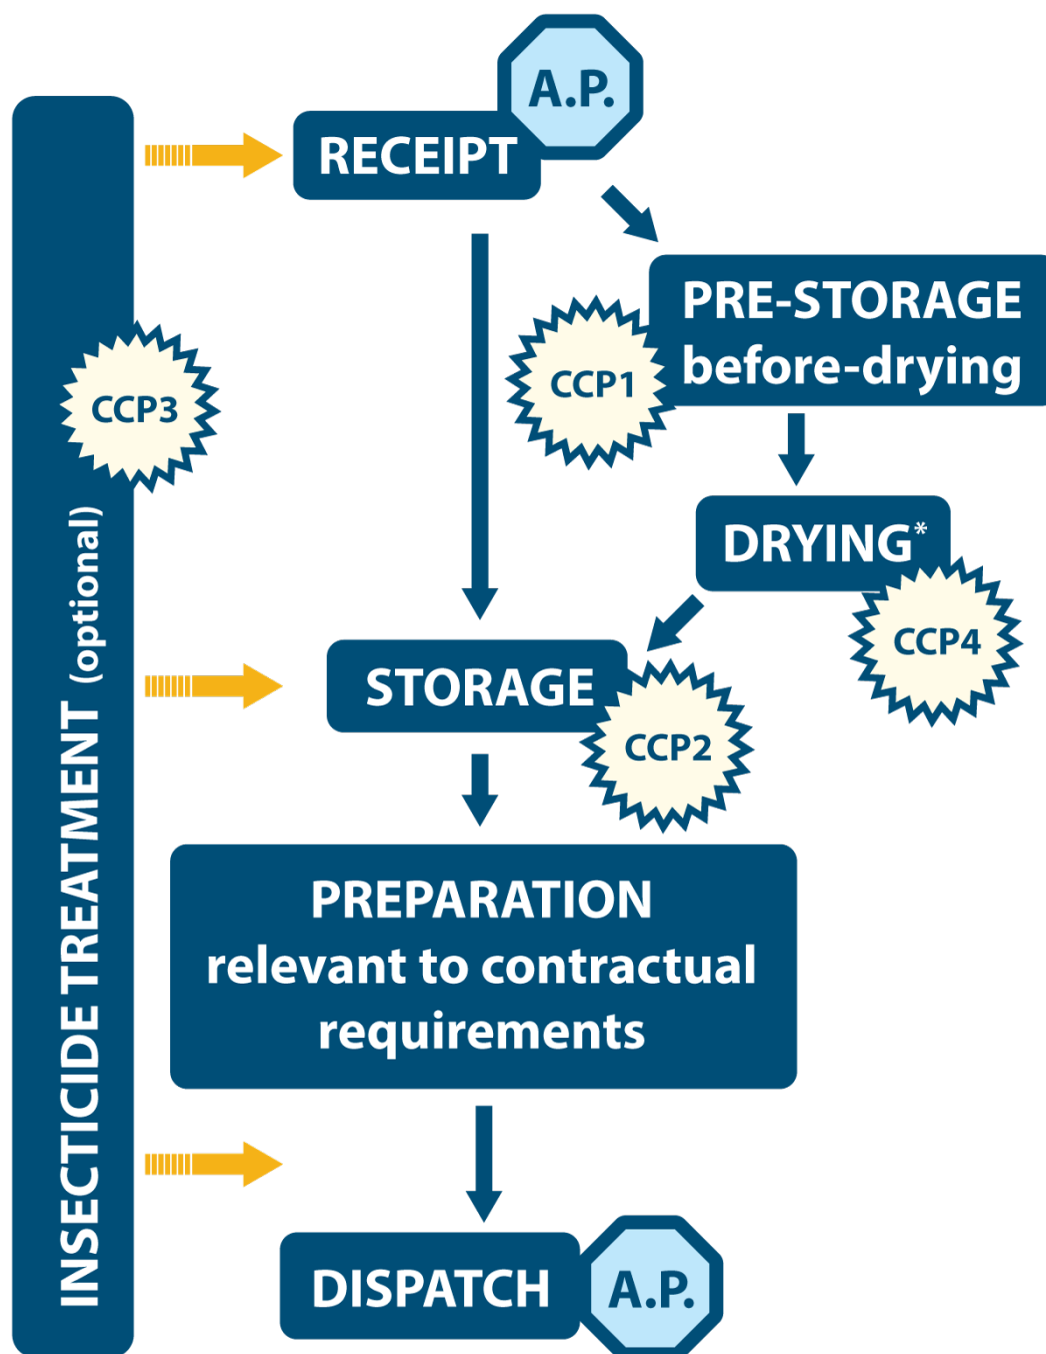 A.P.
RECEIPT
PRE-STORAGE
before-drying
CCP1
CCP3
DRYING*
CCP4
STORAGE
CCP2
PREPARATION
relevant to contractual
requirements
INSECTICIDE TREATMENT (optional)
DISPATCH
A.P.